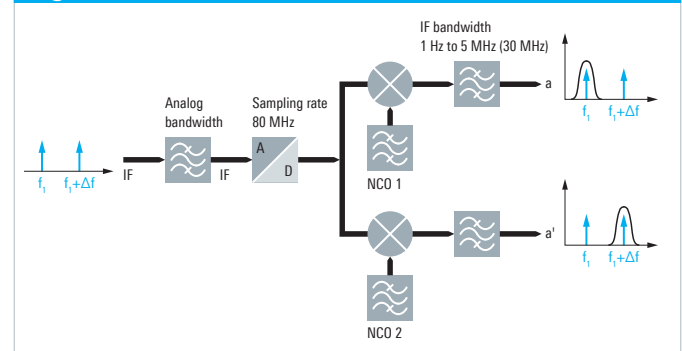 IF bandwidth
1 Hz to 5 MHz (30 MHz)
Analog
bandwidth
Sampling rate
80 MHz
f₁ f₁+Δf
IF
IF
A
D
NCO 1
a
f₁ f₁+Δf
NCO 2
a'
f₁ f₁+Δf